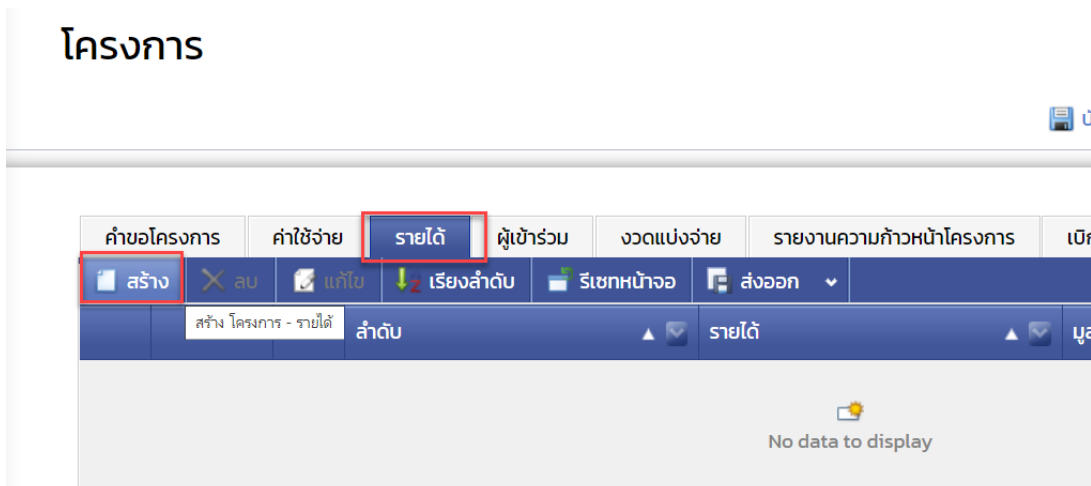 โครงการ
คำขอโครงการ ค่าใช้จ่าย รายได้ ผู้เข้าร่วม งวดแบ่งจ่าย รายงานความก้าวหน้าโครงการ
สร้าง ลบ แก้ไข เรียงลำดับ รีเซทหน้าจอ ส่งออก
สร้าง โครงการ - รายได้
ลำดับ รายได้
No data to display